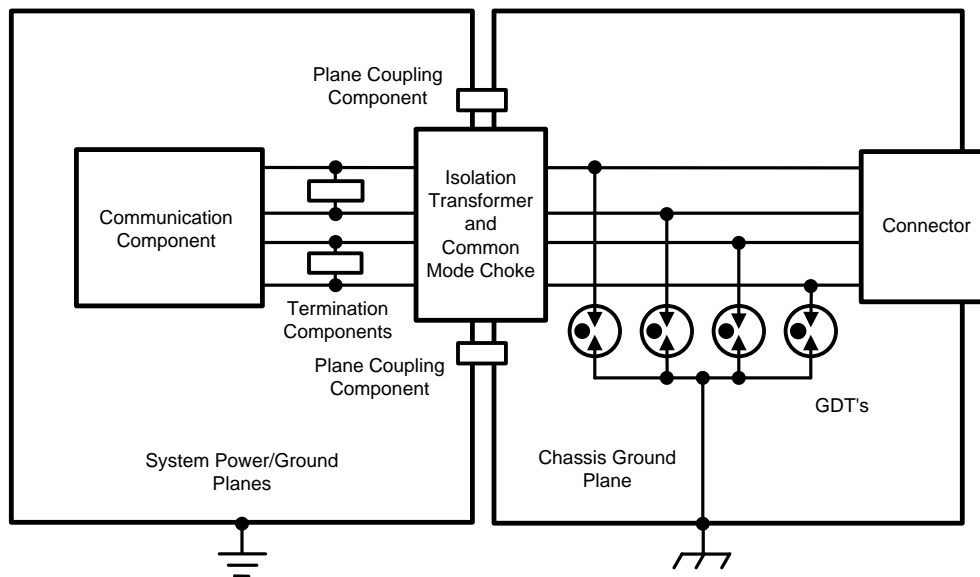 Plane Coupling
Component
Communication
Component
Isolation
Transformer
and
Common
Mode Choke
Connector
Termination
Components
Plane Coupling
Component
GDT's
System Power/Ground
Planes
Chassis Ground
Plane